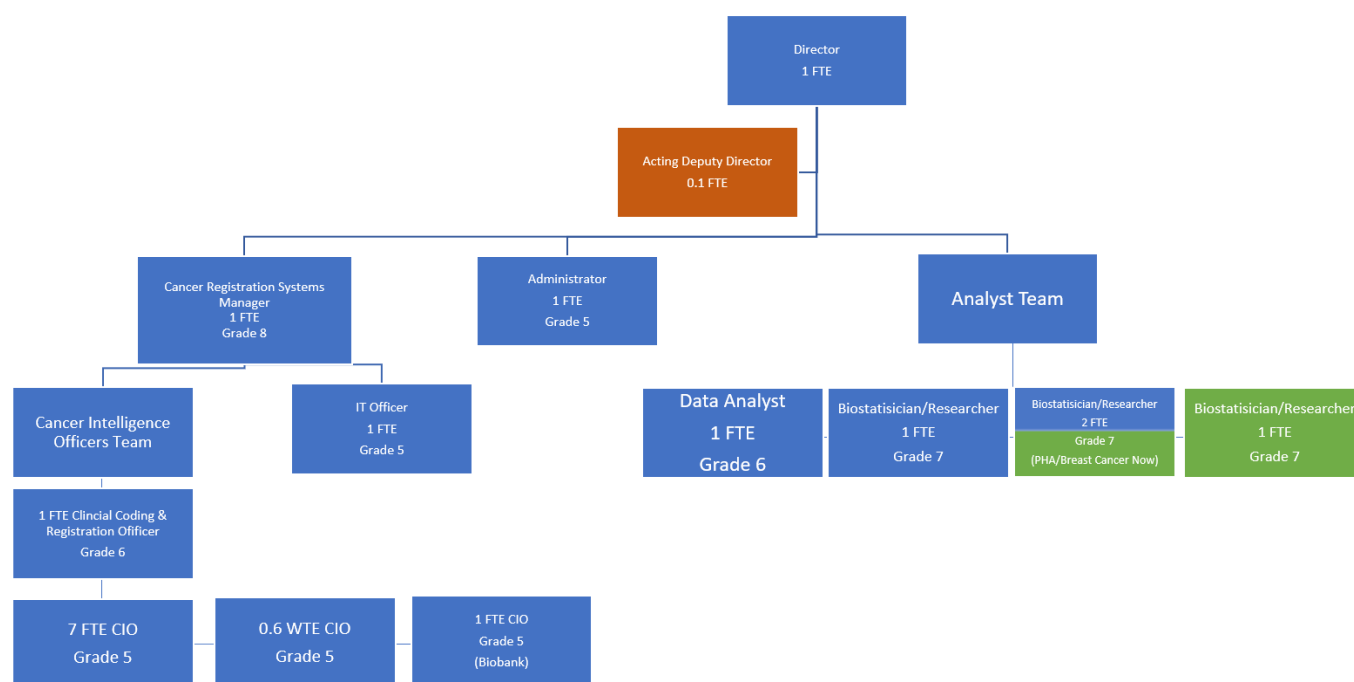 Director
1 FTE
Acting Deputy Director
0.1 FTE
Cancer Registration Systems
Manager
1 FTE
Grade 8
Administrator
1 FTE
Grade 5
Analyst Team
Cancer Intelligence
Officers Team
IT Officer
1 FTE
Grade 5
Data Analyst
1 FTE
Grade 6
Biostatisician/Researcher
1 FTE
Grade 7
Biostatisician/Researcher
2 FTE
Grade 7
(PHA/Breast Cancer Now)
Biostatisician/Researcher
1 FTE
Grade 7
1 FTE Clincial Coding &
Registration Ofificer
Grade 6
7 FTE CIO
Grade 5
0.6 WTE CIO
Grade 5
1 FTE CIO
Grade 5
(Biobank)